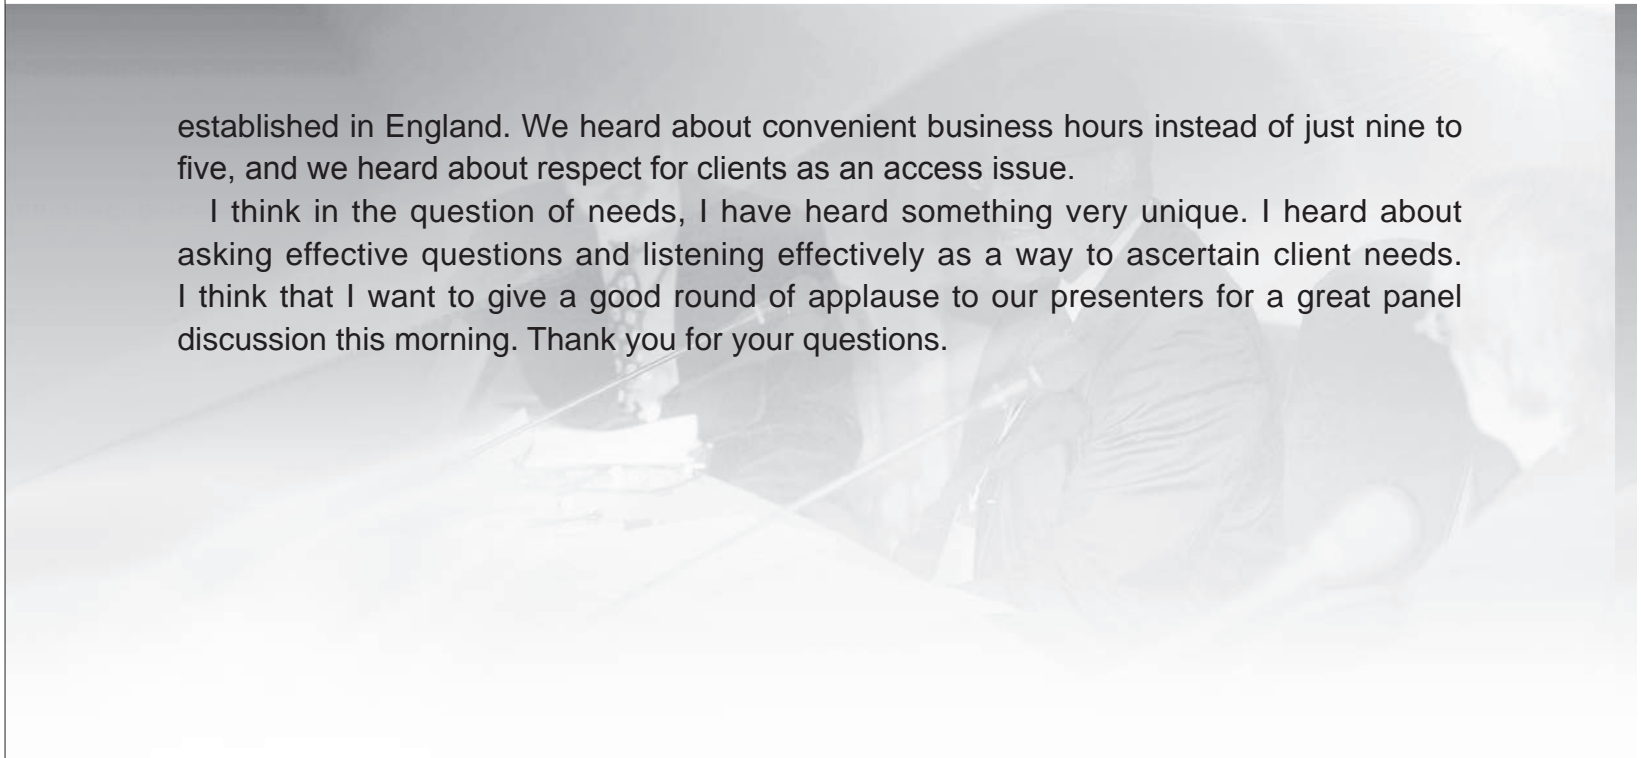 established in England. We heard about convenient business hours instead of just nine to
five, and we heard about respect for clients as an access issue.
I think in the question of needs, I have heard something very unique. I heard about
asking effective questions and listening effectively as a way to ascertain client needs.
I think that I want to give a good round of applause to our presenters for a great panel
discussion this morning. Thank you for your questions.